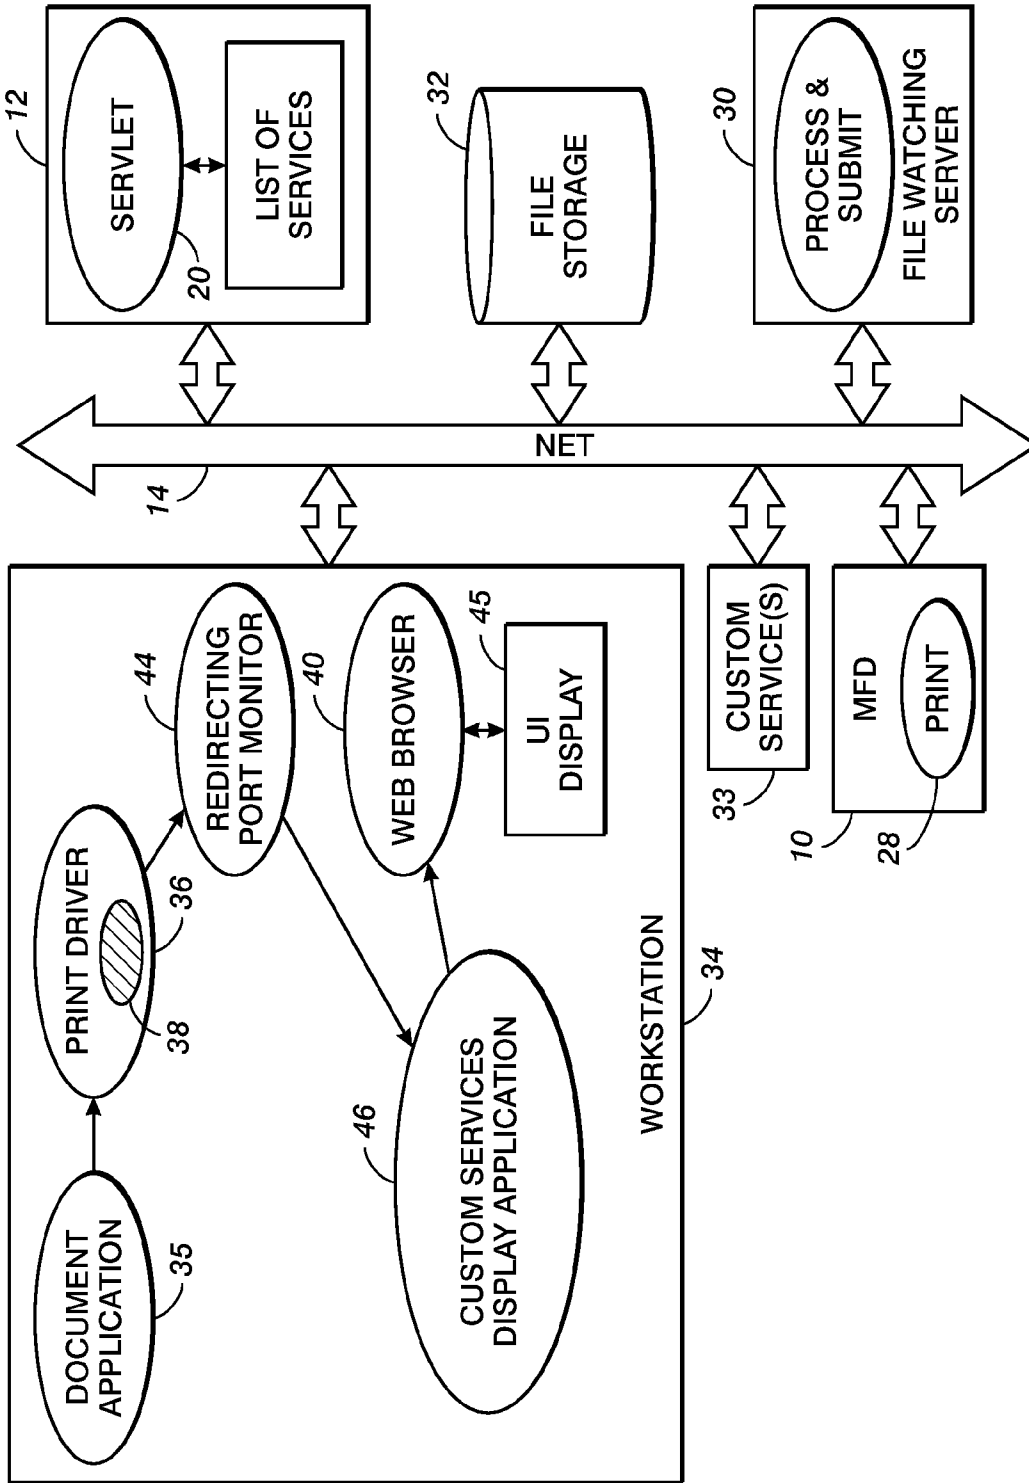 DOCUMENT
APPLICATION
35
PRINT DRIVER
38
36
REDIRECTING
PORT MONITOR
44
CUSTOM SERVICES
DISPLAY APPLICATION
46
WEB BROWSER
40
UI
DISPLAY
45
WORKSTATION
34
CUSTOM
SERVICE(S)
33
MFD
PRINT
10
28
NET
14
12
SERVLET
20
LIST OF
SERVICES
FILE
STORAGE
32
PROCESS &
SUBMIT
FILE WATCHING
SERVER
30